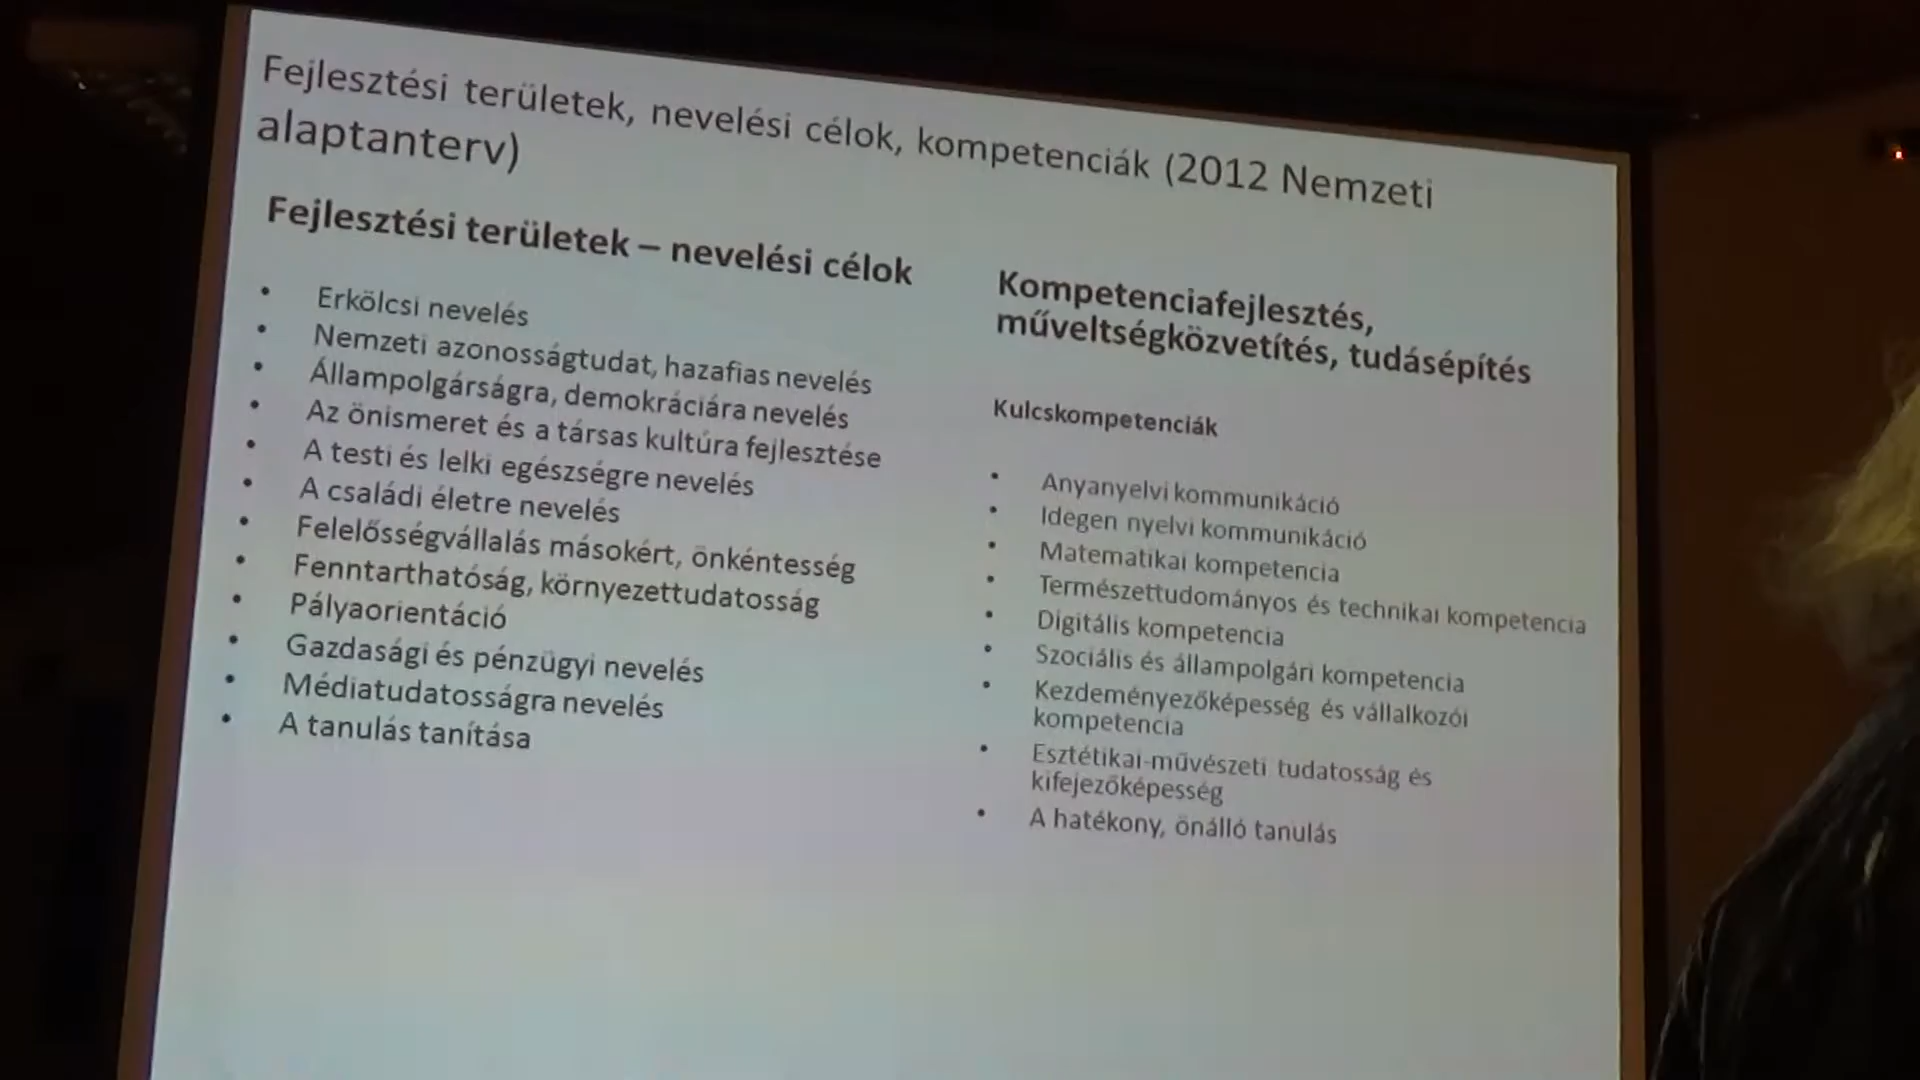 Fejlesztési területek, nevelési célok, kompetenciák (2012 Nemzeti
alaptanterv)
Fejlesztési területek – nevelési célok
• Erkölcsi nevelés
• Nemzeti azonosságtudat, hazafias nevelés
• Állampolgárságra, demokráciára nevelés
• Az önismeret és a társas kultúra fejlesztése
• A testi és lelki egészségre nevelés
• A családi életre nevelés
• Felelősségvállalás másokért, önkéntesség
• Fenntarthatóság, környezettudatosság
• Pályaorientáció
• Gazdasági és pénzügyi nevelés
• Médiatudatosságra nevelés
• A tanulás tanítása
Kompetenciafejlesztés,
műveltségközvetítés, tudásépítés
Kulcskompetenciák
• Anyanyelvi kommunikáció
• Idegen nyelvi kommunikáció
• Matematikai kompetencia
• Természettudományos és technikai kompetencia
• Digitális kompetencia
• Szociális és állampolgári kompetencia
• Kezdeményezőképesség és vállalkozói
kompetencia
• Esztétikai-művészeti tudatosság és
kifejezőképesség
• A hatékony, önálló tanulás